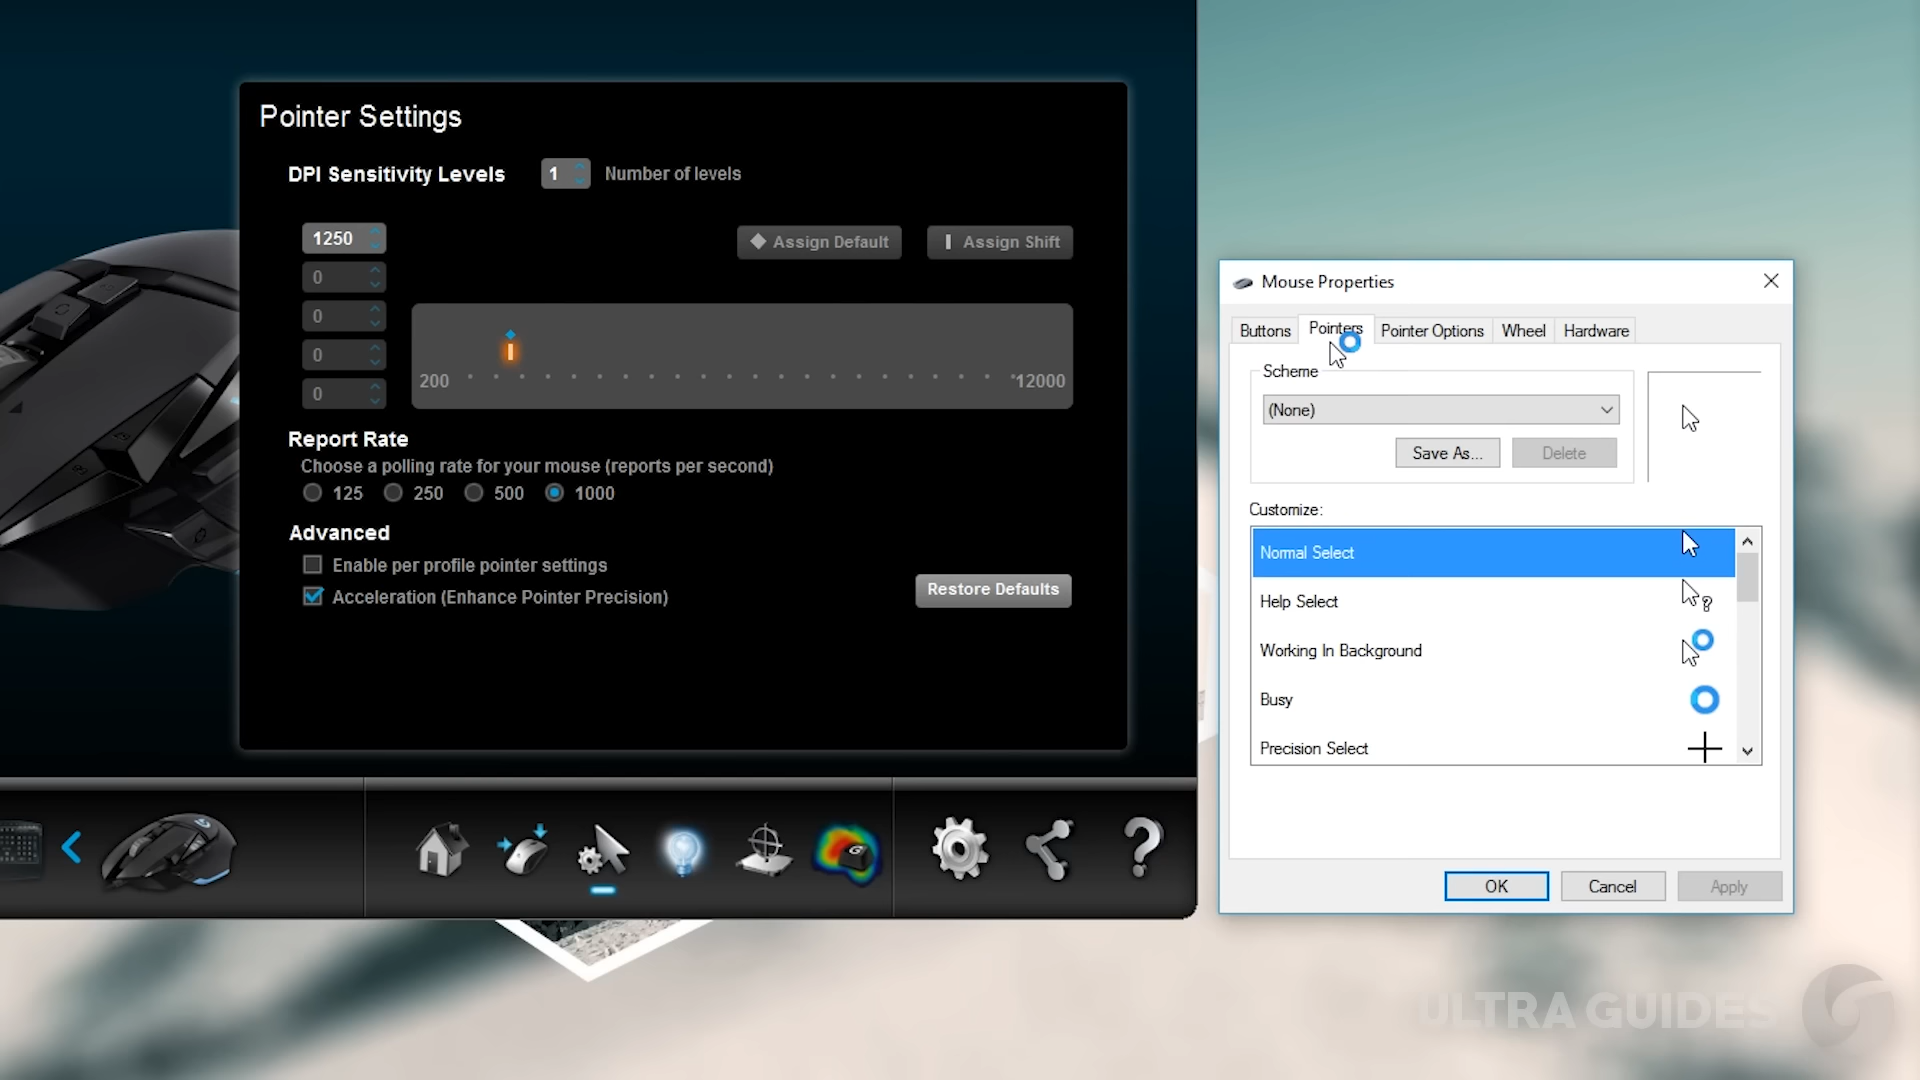 Pointer Settings
DPI Sensitivity Levels 1 Number of levels
1250
0
0
0
0
Assign Default Assign Shift
200 12000
Report Rate
Choose a polling rate for your mouse (reports per second)
125 250 500 1000
Advanced
Enable per profile pointer settings
Acceleration (Enhance Pointer Precision)
Restore Defaults
Mouse Properties
Buttons Pointers Pointer Options Wheel Hardware
Scheme
(None)
Save As... Delete
Customize:
Normal Select
Help Select
Working In Background
Busy
Precision Select
OK Cancel Apply
ULTRA GUIDES